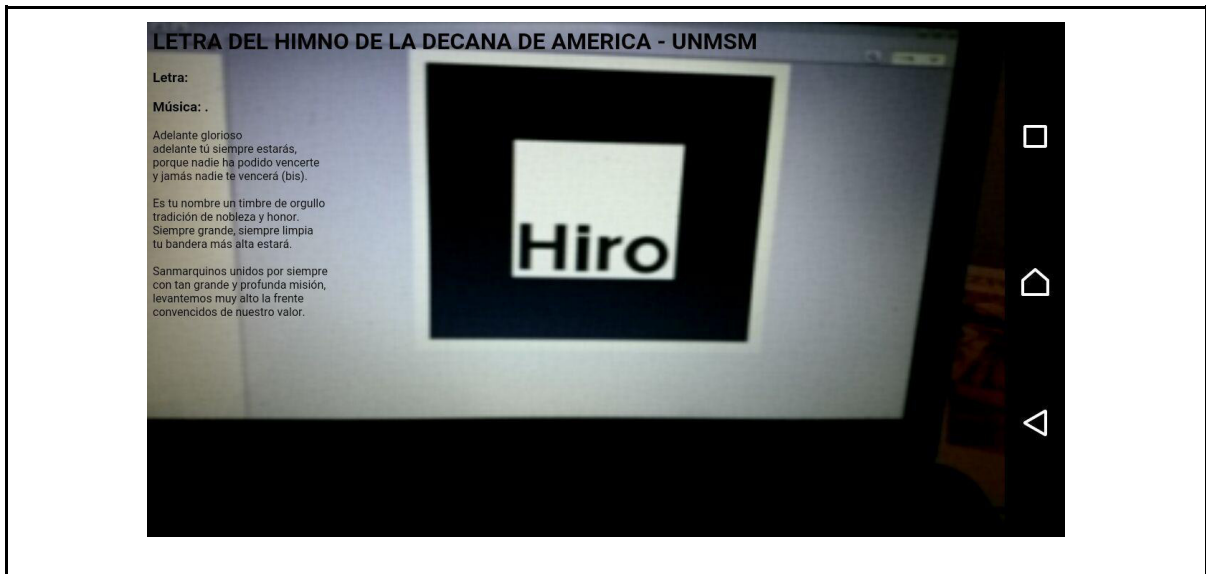 LETRA DEL HIMNO DE LA DECANA DE AMERICA - UNMSM
Letra:
Música: .
Adelante glorioso
adelante tú siempre estarás,
porque nadie ha podido vencerte
y jamás nadie te vencerá (bis).
Es tu nombre un timbre de orgullo
tradición de nobleza y honor.
Siempre grande, siempre limpia
tu bandera más alta estará.
Sanmarquinos unidos por siempre
con tan grande y profunda misión,
levantemos muy alto la frente
convencidos de nuestro valor.
Hiro